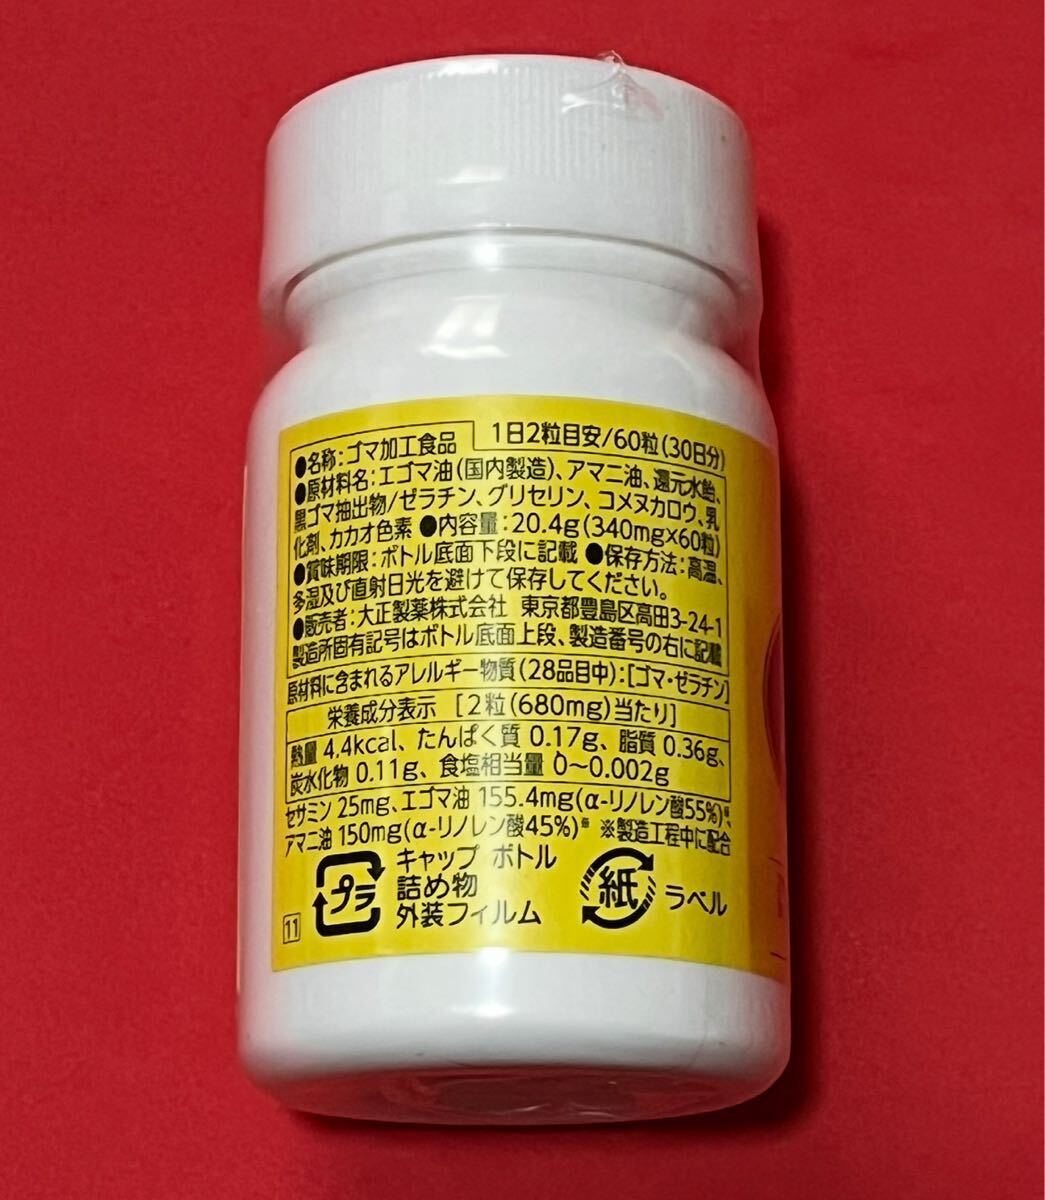 ●名称:ゴマ加工食品 1日2粒目安/60粒(30日分)
●原材料名:エゴマ油(国内製造)、アマニ油、還元水飴、
黒ゴマ抽出物/ゼラチン、グリセリン、コメヌカロウ、乳
化剤、カカオ色素 ●内容量:20.4g(340mg×60粒)
●賞味期限:ボトル底面下段に記載 ●保存方法:高温、
多湿及び直射日光を避けて保存してください。
●販売者:大正製薬株式会社 東京都豊島区高田3-24-1
製造所固有記号はボトル底面上段、製造番号の右に記載
原材料に含まれるアレルギー物質(28品目中):[ゴマ・ゼラチン]
栄養成分表示 [2粒(680mg)当たり]
熱量 4.4kcal、たんぱく質 0.17g、脂質 0.36g、
炭水化物 0.11g、食塩相当量 0〜0.002g
セサミン 25mg、エゴマ油 155.4mg(α-リノレン酸55%)※、
アマニ油 150mg(α-リノレン酸45%)※ ※製造工程中に配合
プラ キャップ ボトル
詰め物
外装フィルム
紙 ラベル
11